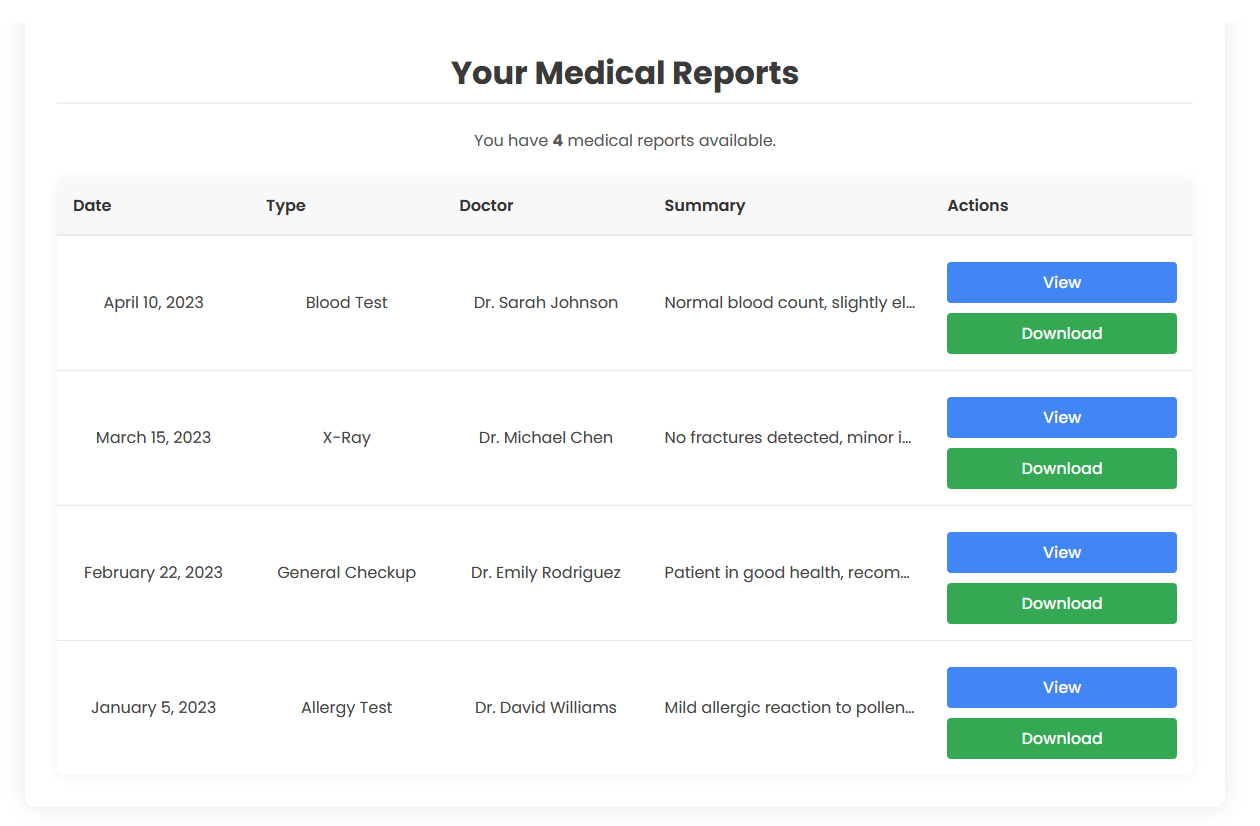 Your Medical Reports
You have 4 medical reports available.
Date Type Doctor Summary Actions
April 10, 2023 Blood Test Dr. Sarah Johnson Normal blood count, slightly el... View
Download
March 15, 2023 X-Ray Dr. Michael Chen No fractures detected, minor i... View
Download
February 22, 2023 General Checkup Dr. Emily Rodriguez Patient in good health, recom... View
Download
January 5, 2023 Allergy Test Dr. David Williams Mild allergic reaction to pollen... View
Download